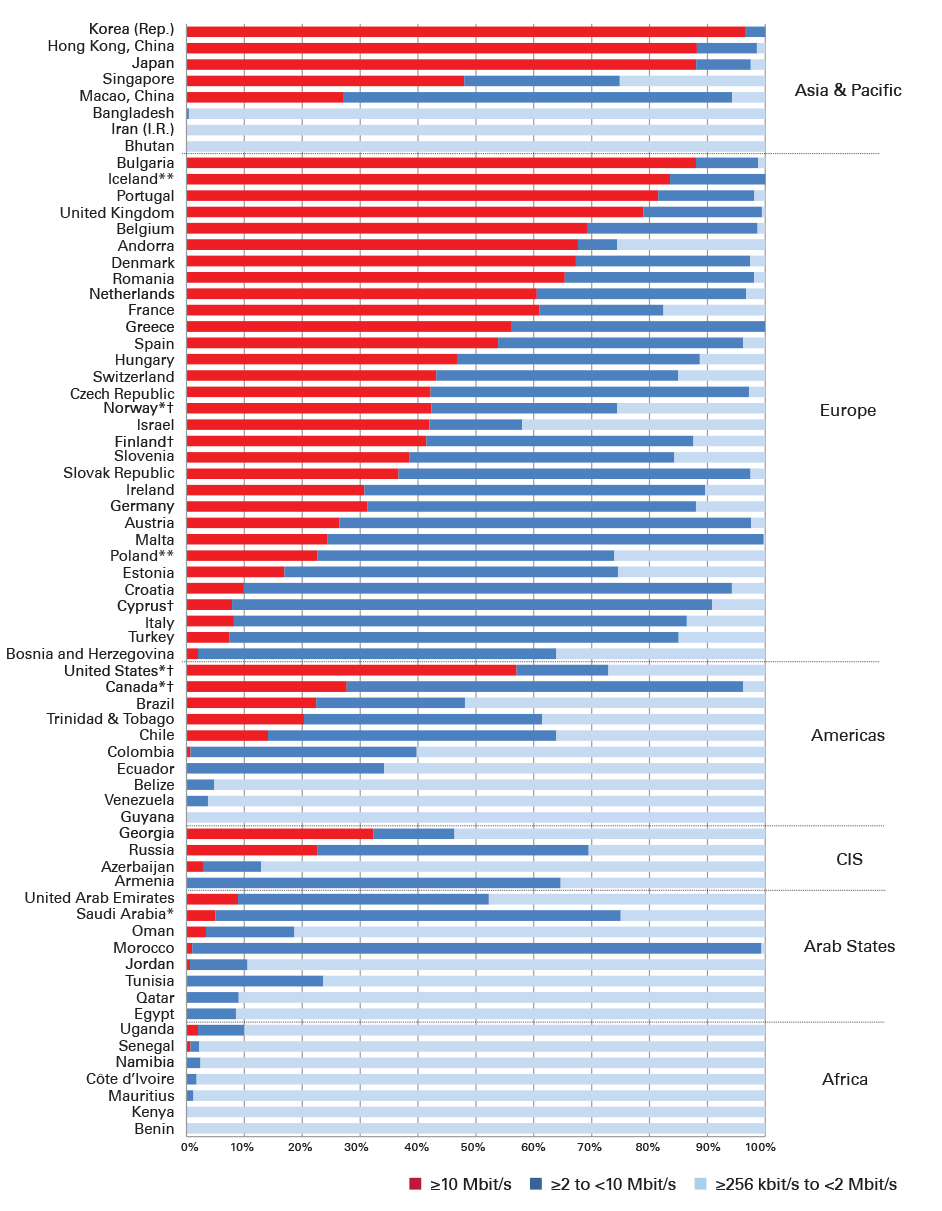 Korea (Rep.)
Hong Kong, China
Japan
Singapore
Macao, China
Bangladesh
Iran (I.R.)
Bhutan
Asia & Pacific
Bulgaria
Iceland**
Portugal
United Kingdom
Belgium
Andorra
Denmark
Romania
Netherlands
France
Greece
Spain
Hungary
Switzerland
Czech Republic
Norway*†
Israel
Finland†
Slovenia
Slovak Republic
Ireland
Germany
Austria
Malta
Poland**
Estonia
Croatia
Cyprus†
Italy
Turkey
Bosnia and Herzegovina
Europe
United States*†
Canada*†
Brazil
Trinidad & Tobago
Chile
Colombia
Ecuador
Belize
Venezuela
Guyana
Americas
Georgia
Russia
Azerbaijan
Armenia
CIS
United Arab Emirates
Saudi Arabia*
Oman
Morocco
Jordan
Tunisia
Qatar
Egypt
Arab States
Uganda
Senegal
Namibia
Côte d'Ivoire
Mauritius
Kenya
Benin
Africa
0% 10% 20% 30% 40% 50% 60% 70% 80% 90% 100%
≥10 Mbit/s ≥2 to <10 Mbit/s ≥256 kbit/s to <2 Mbit/s